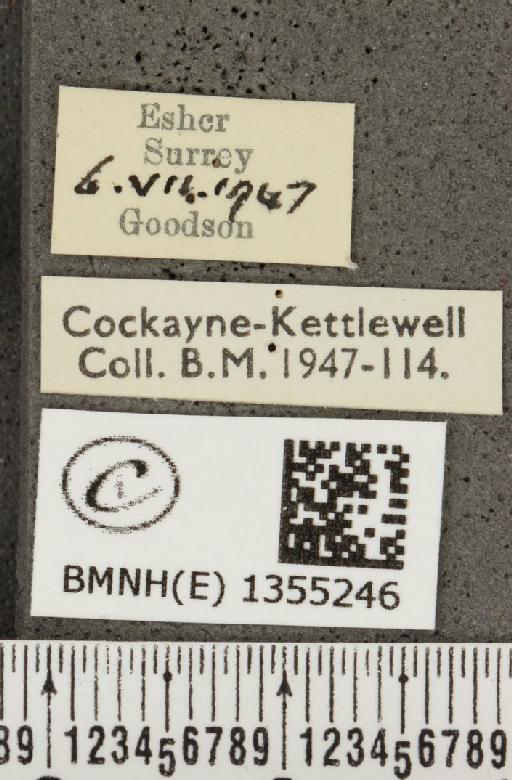 Esher
Surrey
6.VII.1947
Goodson
Cockayne-Kettlewell
Coll. B.M. 1947-114.
C
BMNH(E) 1355246
89 123456789 123456789